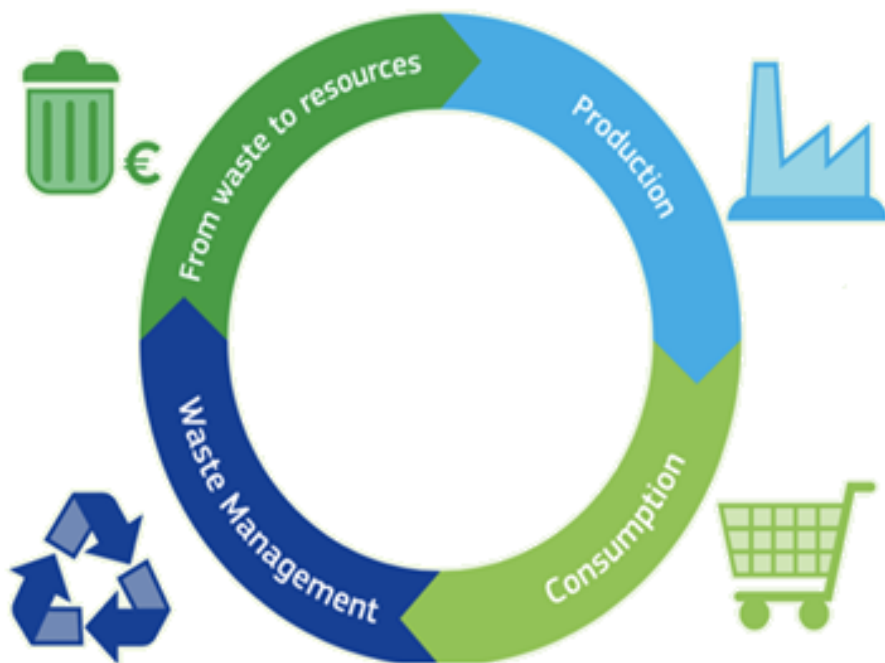 From waste to resources
Production
€
Waste Management
Consumption